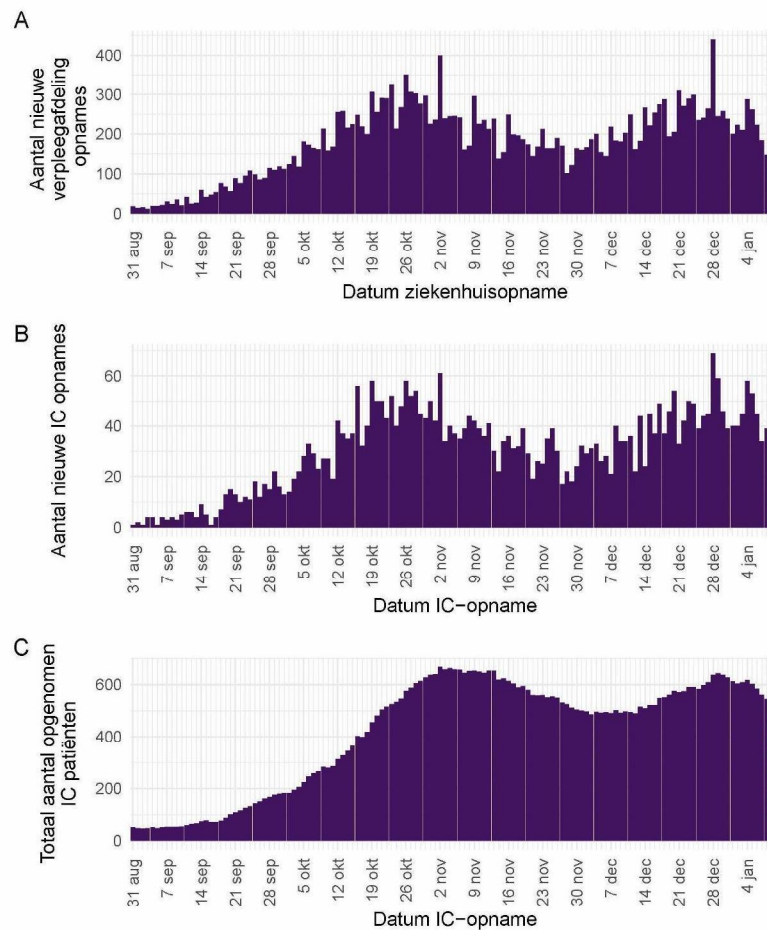 A
Aantal nieuwe
verpleegafdeling
opnames
400
300
200
100
0
31 aug
7 sep
14 sep
21 sep
28 sep
5 okt
12 okt
19 okt
26 okt
2 nov
9 nov
16 nov
23 nov
30 nov
7 dec
14 dec
21 dec
28 dec
4 jan
Datum ziekenhuisopname
B
Aantal nieuwe IC opnames
60
40
20
0
31 aug
7 sep
14 sep
21 sep
28 sep
5 okt
12 okt
19 okt
26 okt
2 nov
9 nov
16 nov
23 nov
30 nov
7 dec
14 dec
21 dec
28 dec
4 jan
Datum IC−opname
C
Totaal aantal opgenomen
IC patiënten
600
400
200
0
31 aug
7 sep
14 sep
21 sep
28 sep
5 okt
12 okt
19 okt
26 okt
2 nov
9 nov
16 nov
23 nov
30 nov
7 dec
14 dec
21 dec
28 dec
4 jan
Datum IC−opname